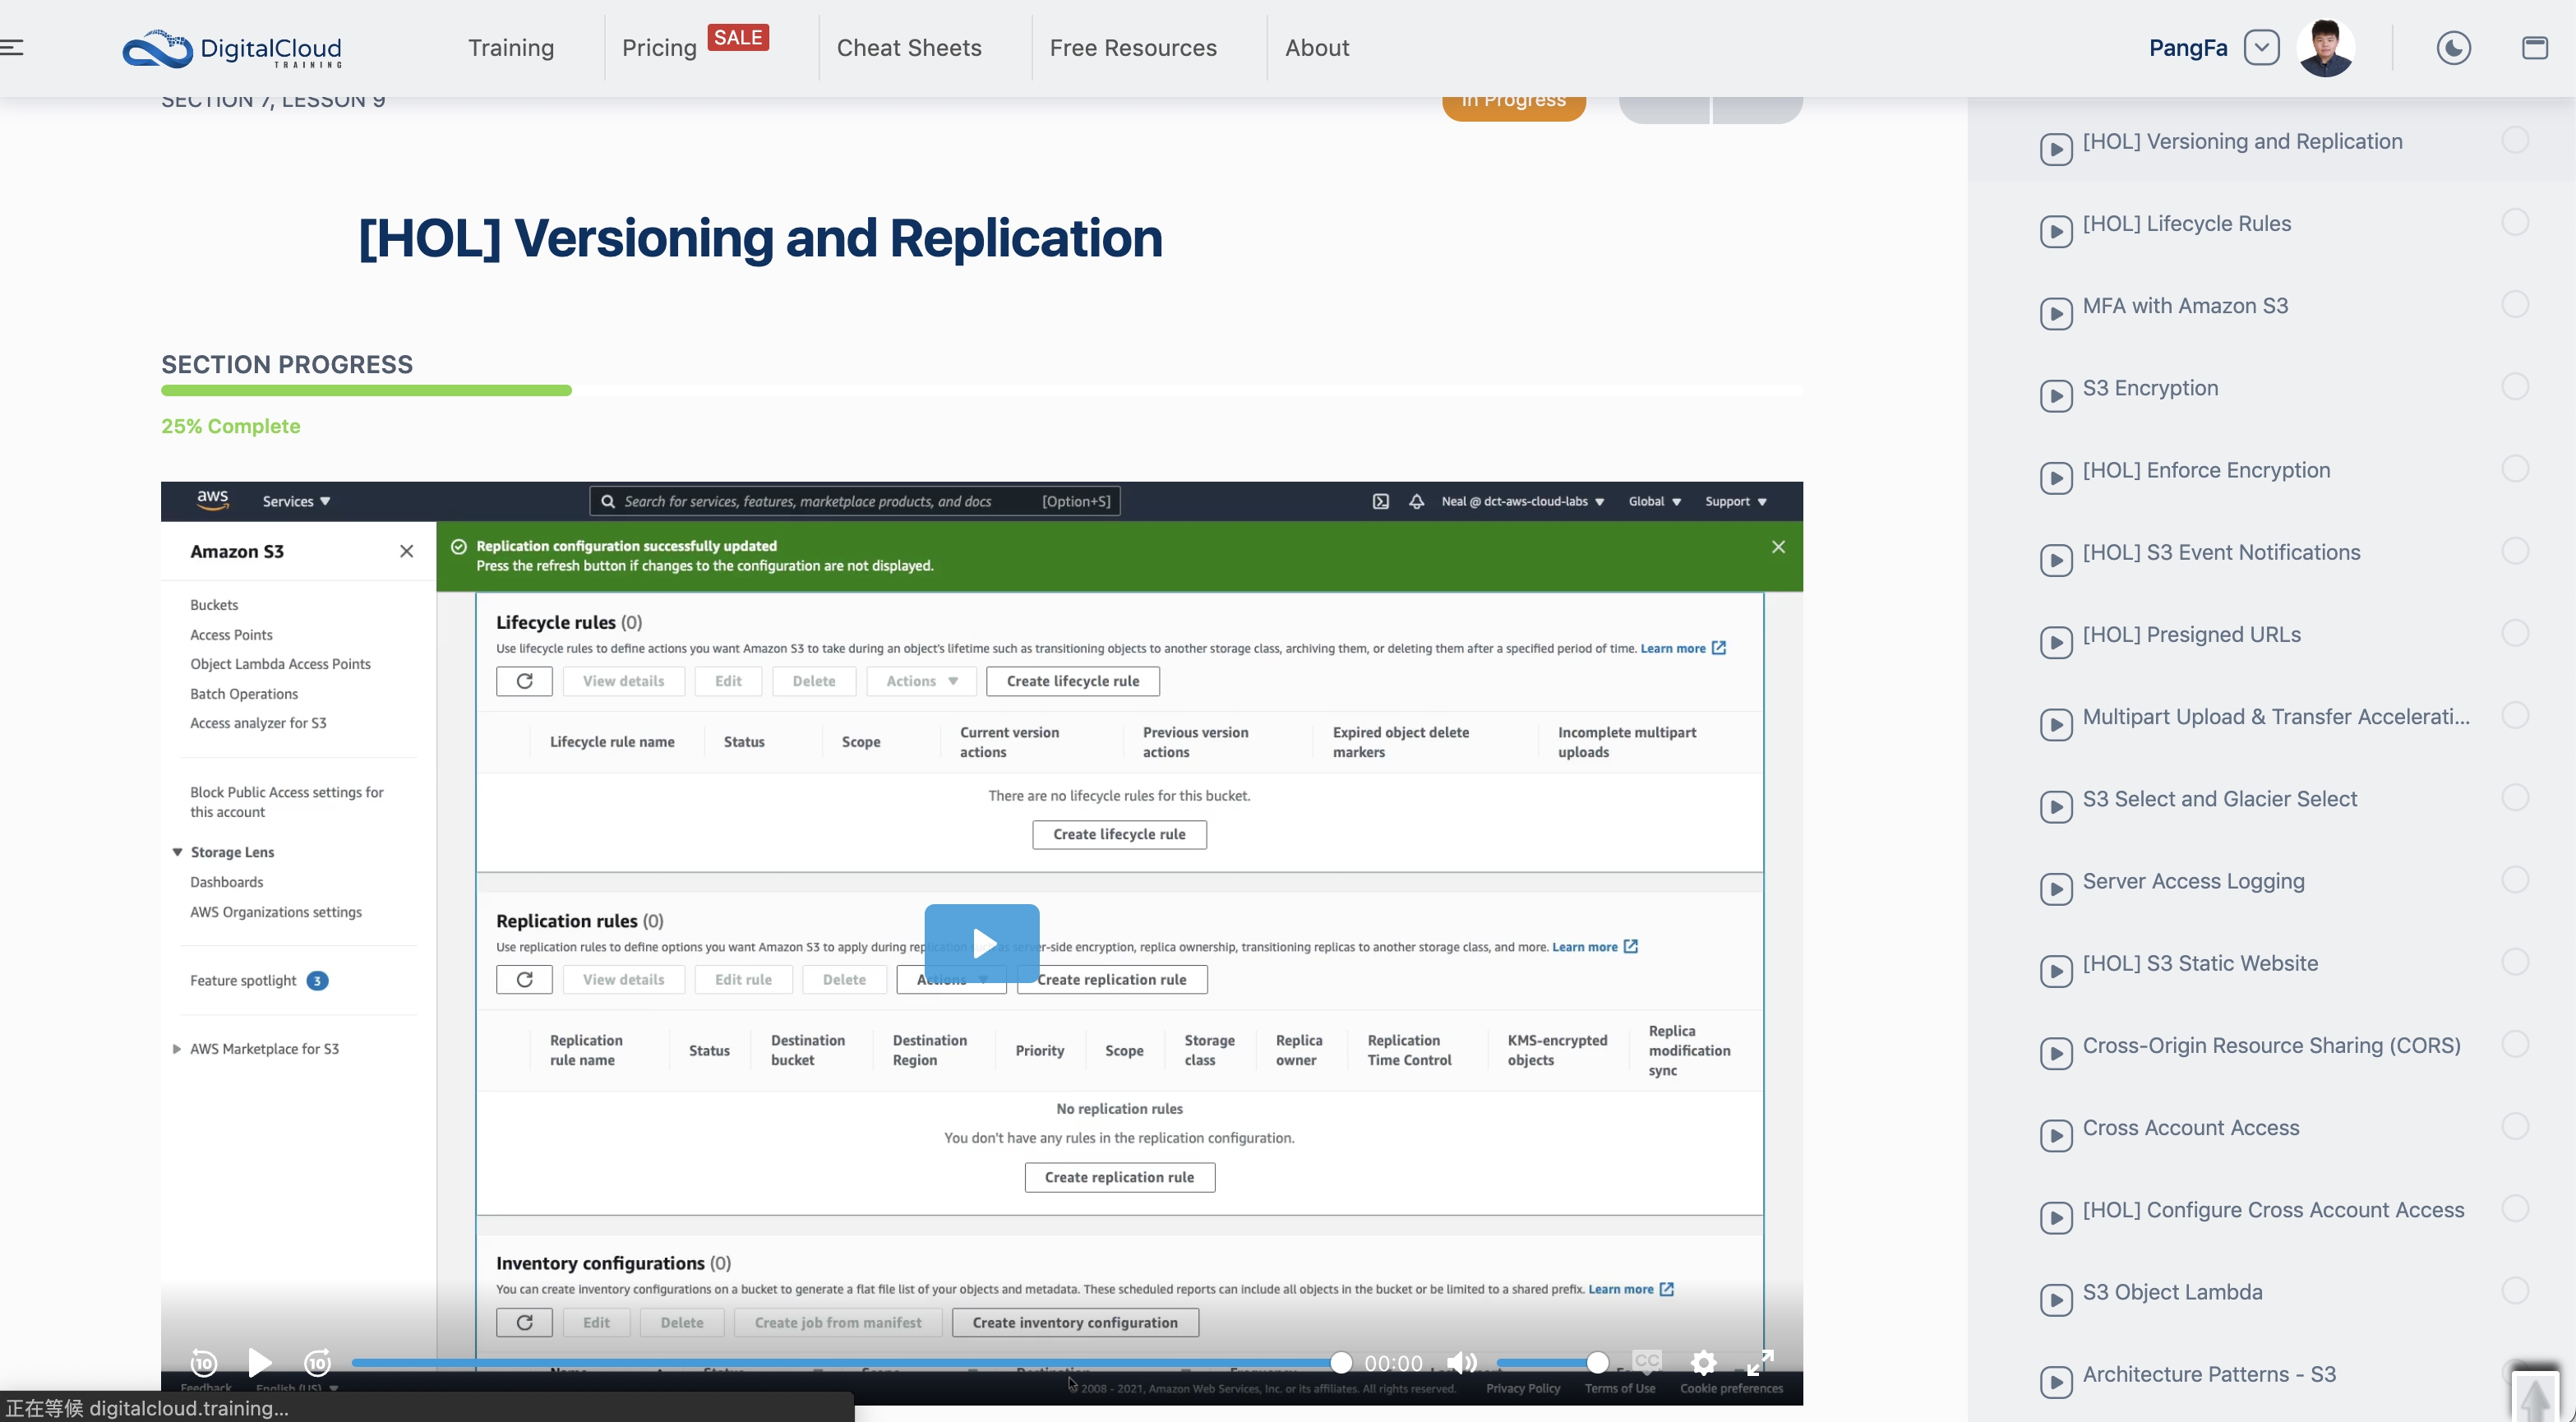 DigitalCloud
TRAINING
Training
Pricing
SALE
Cheat Sheets
Free Resources
About
PangFa
SECTION 7, LESSON 9
In Progress
[HOL] Versioning and Replication
SECTION PROGRESS
25% Complete
aws
Services
Search for services, features, marketplace products, and docs
[Option+S]
Neal @ dct-aws-cloud-labs
Global
Support
Amazon S3
Buckets
Access Points
Object Lambda Access Points
Batch Operations
Access analyzer for S3
Block Public Access settings for
this account
Storage Lens
Dashboards
AWS Organizations settings
Feature spotlight 3
AWS Marketplace for S3
Replication configuration successfully updated
Press the refresh button if changes to the configuration are not displayed.
Lifecycle rules (0)
Use lifecycle rules to define actions you want Amazon S3 to take during an object's lifetime such as transitioning objects to another storage class, archiving them, or deleting them after a specified period of time. Learn more
View details
Edit
Delete
Actions
Create lifecycle rule
Lifecycle rule name
Status
Scope
Current version
actions
Previous version
actions
Expired object delete
markers
Incomplete multipart
uploads
There are no lifecycle rules for this bucket.
Create lifecycle rule
Replication rules (0)
Use replication rules to define options you want Amazon S3 to apply during replication such as server-side encryption, replica ownership, transitioning replicas to another storage class, and more. Learn more
View details
Edit rule
Delete
Actions
Create replication rule
Replication
rule name
Status
Destination
bucket
Destination
Region
Priority
Scope
Storage
class
Replica
owner
Replication
Time Control
KMS-encrypted
objects
Replica
modification
sync
No replication rules
You don't have any rules in the replication configuration.
Create replication rule
Inventory configurations (0)
You can create inventory configurations on a bucket to generate a flat file list of your objects and metadata. These scheduled reports can include all objects in the bucket or be limited to a shared prefix. Learn more
Edit
Delete
Create job from manifest
Create inventory configuration
10
10
00:00
CC
Feedback
English (US)
© 2008 - 2021, Amazon Web Services, Inc. or its affiliates. All rights reserved.
Privacy Policy
Terms of Use
Cookie preferences
正在等候 digitalcloud.training...
[HOL] Versioning and Replication
[HOL] Lifecycle Rules
MFA with Amazon S3
S3 Encryption
[HOL] Enforce Encryption
[HOL] S3 Event Notifications
[HOL] Presigned URLs
Multipart Upload & Transfer Accelerati...
S3 Select and Glacier Select
Server Access Logging
[HOL] S3 Static Website
Cross-Origin Resource Sharing (CORS)
Cross Account Access
[HOL] Configure Cross Account Access
S3 Object Lambda
Architecture Patterns - S3